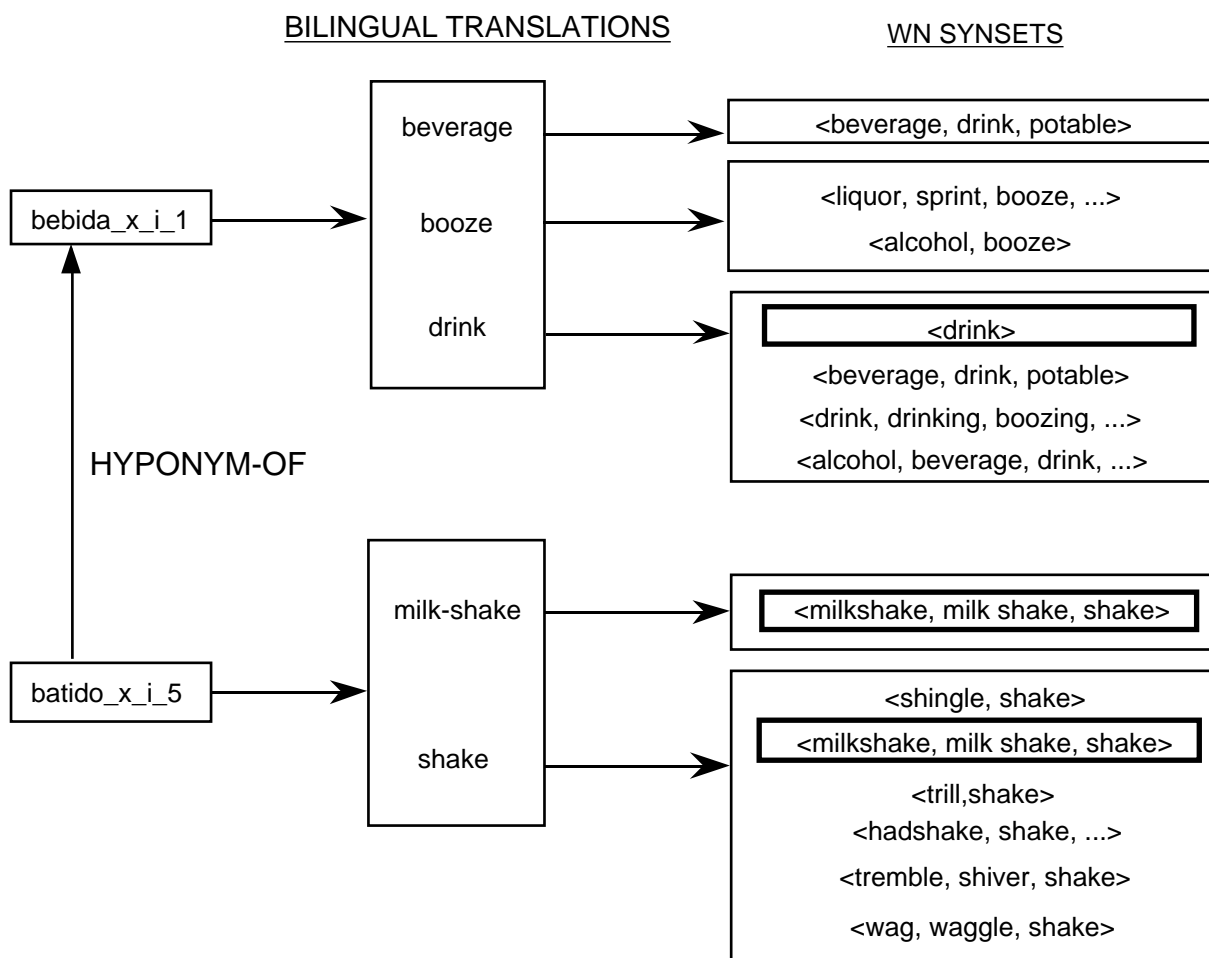 BILINGUAL TRANSLATIONS
WN SYNSETS
bebida_x_i_1
beverage
booze
drink
<beverage, drink, potable>
<liquor, sprint, booze, ...>
<alcohol, booze>
<drink>
<beverage, drink, potable>
<drink, drinking, boozing, ...>
<alcohol, beverage, drink, ...>
HYPONYM-OF
batido_x_i_5
milk-shake
shake
<milkshake, milk shake, shake>
<shingle, shake>
<milkshake, milk shake, shake>
<trill,shake>
<hadshake, shake, ...>
<tremble, shiver, shake>
<wag, waggle, shake>